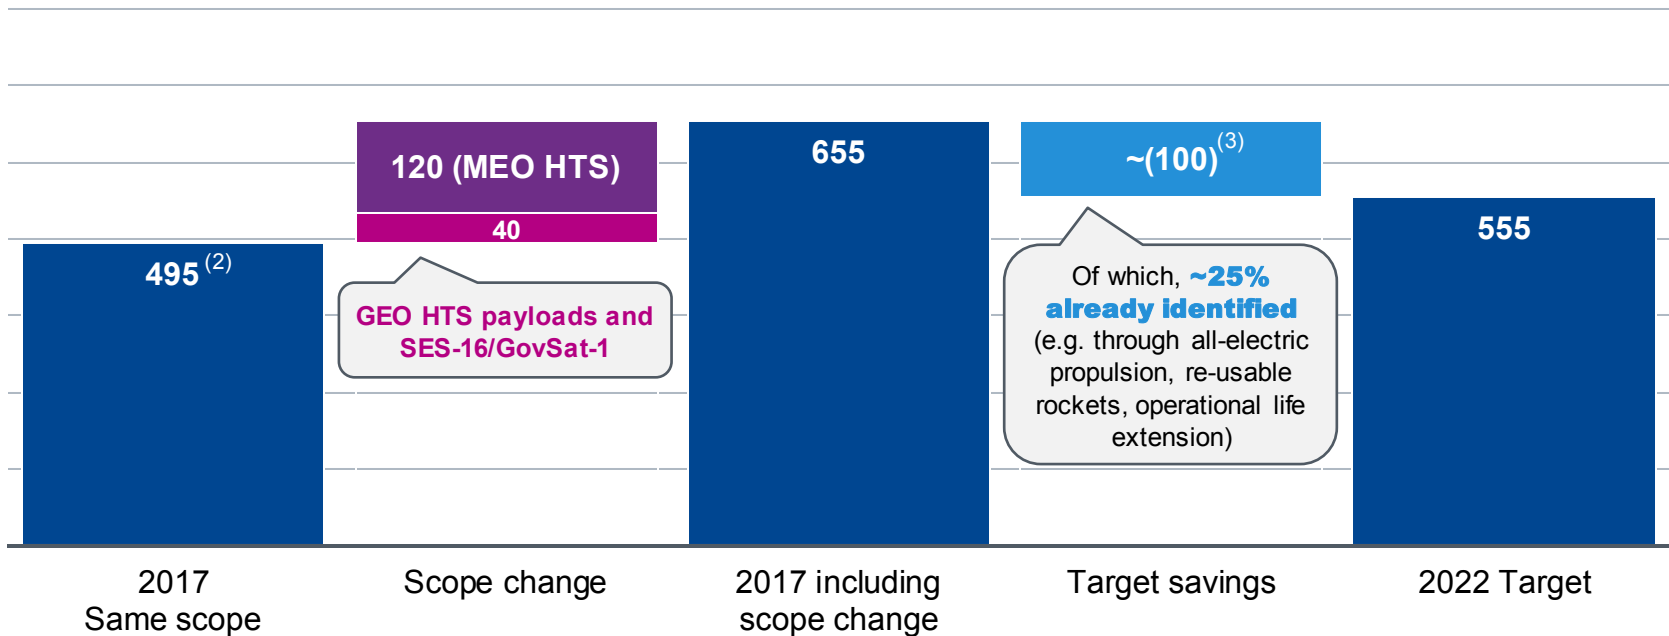 495 (2)
120 (MEO HTS)
40
GEO HTS payloads and
SES-16/GovSat-1
655
~(100)(3)
Of which, ~25%
already identified
(e.g. through all-electric
propulsion, re-usable
rockets, operational life
extension)
555
2017
Same scope
Scope change
2017 including
scope change
Target savings
2022 Target